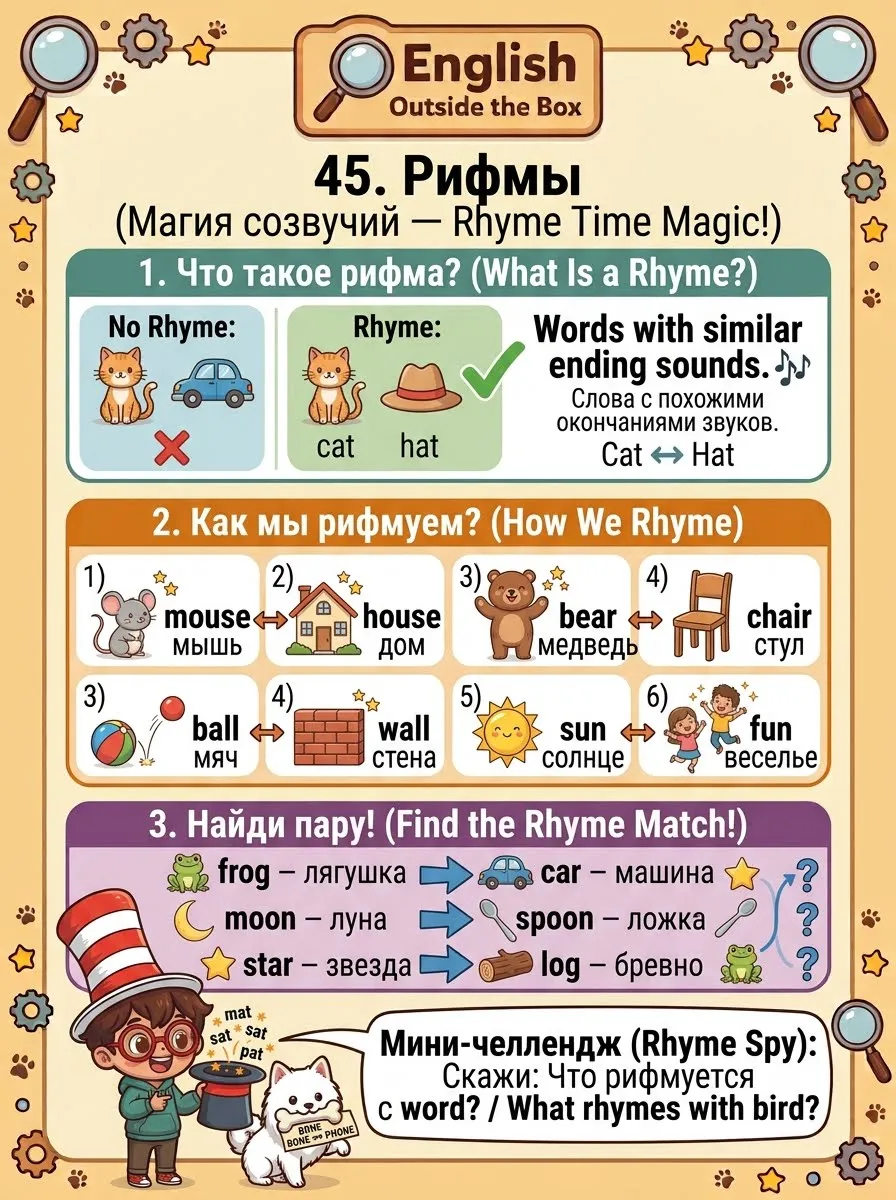 English
Outside the Box
45. Рифмы
(Магия созвучий — Rhyme Time Magic!)
1. Что такое рифма? (What Is a Rhyme?)
No Rhyme:
Rhyme:
cat hat
Words with similar
ending sounds.
Слова с похожими
окончаниями звуков.
Cat ↔ Hat
2. Как мы рифмуем? (How We Rhyme)
1) mouse ↔ 2) house
мышь дом
3) bear ↔ 4) chair
медведь стул
3) ball ↔ 4) wall
мяч стена
5) sun ↔ 6) fun
солнце веселье
3. Найди пару! (Find the Rhyme Match!)
frog – лягушка car – машина ?
moon – луна spoon – ложка ?
star – звезда log – бревно ?
mat
sat sat
pat
BNNE
BONE PHONE
Мини-челлендж (Rhyme Spy):
Скажи: Что рифмуется
с word? / What rhymes with bird?